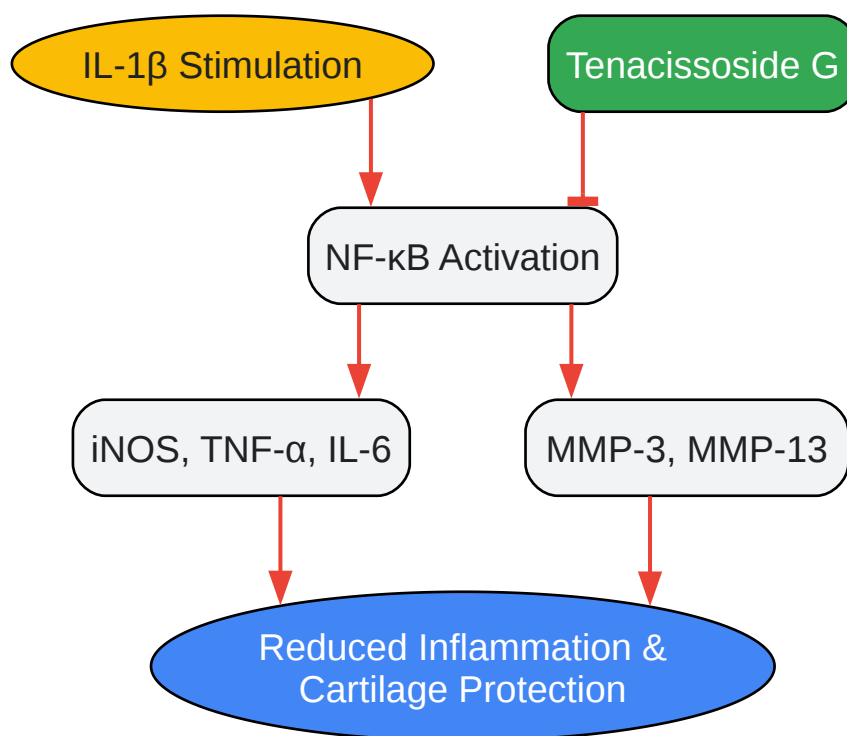 IL-1β Stimulation
Tenacissoside G
NF-κB Activation
iNOS, TNF-α, IL-6
MMP-3, MMP-13
Reduced Inflammation &
Cartilage Protection